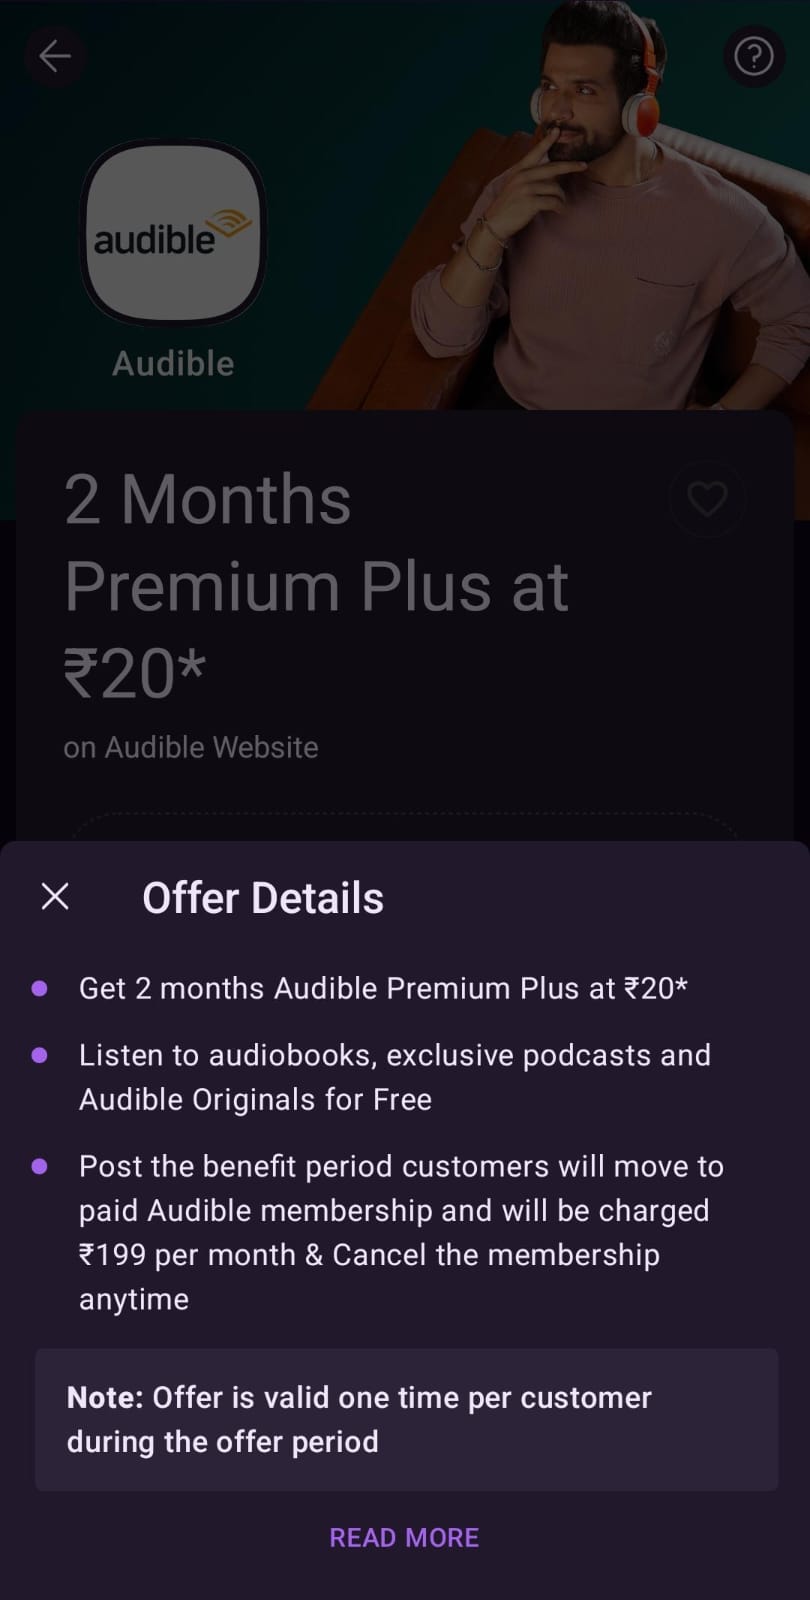 audible
Audible
2 Months
Premium Plus at
₹20*
on Audible Website
Offer Details
Get 2 months Audible Premium Plus at ₹20*
Listen to audiobooks, exclusive podcasts and
Audible Originals for Free
Post the benefit period customers will move to
paid Audible membership and will be charged
₹199 per month & Cancel the membership
anytime
Note: Offer is valid one time per customer
during the offer period
READ MORE